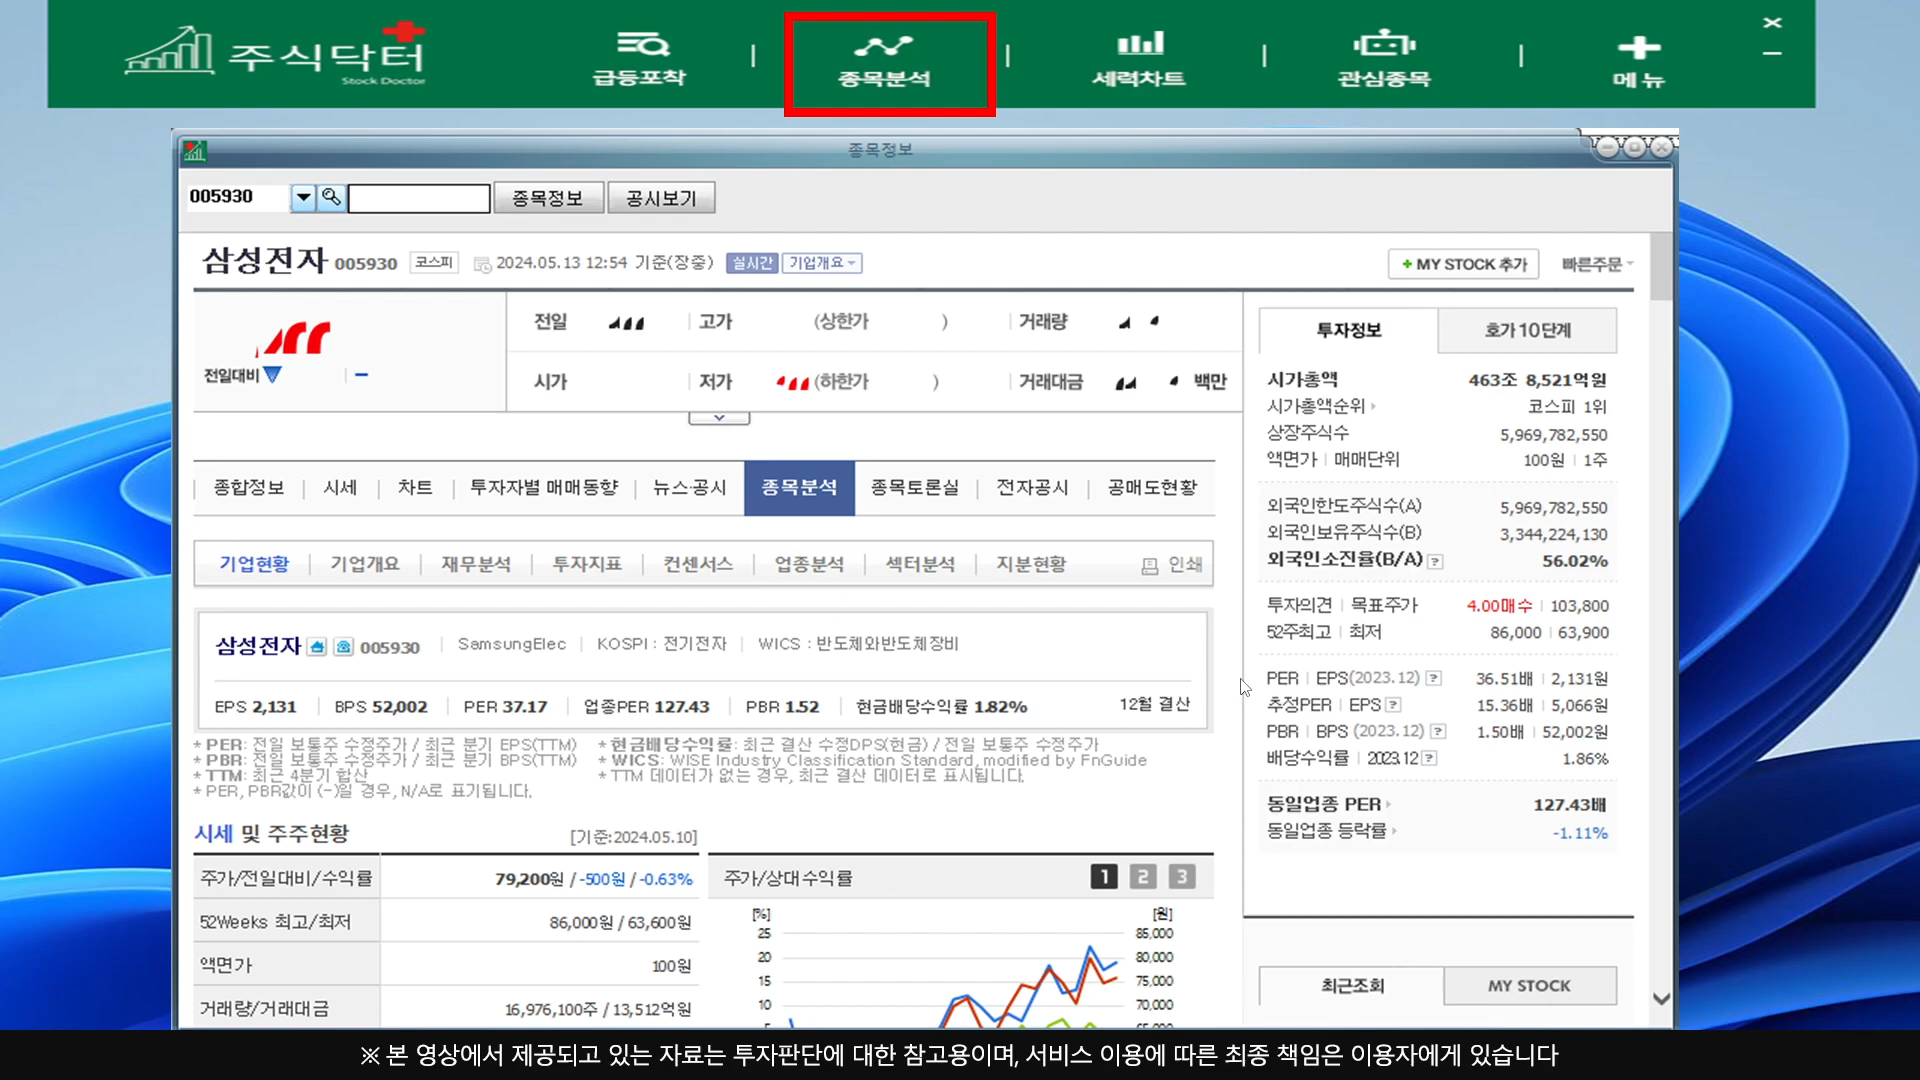 주식닥터
Stock Doctor
급등포착 | 종목분석 | 세력차트 | 관심종목 | 메뉴
종목정보
005930 종목정보 공시보기
삼성전자 005930 코스피 2024.05.13 12:54 기준(장중) 실시간 기업개요
+ MY STOCK 추가 빠른주문
전일 고가 (상한가 ) 거래량
전일대비
시가 저가 (하한가 ) 거래대금 백만
종합정보 시세 차트 투자자별 매매동향 뉴스·공시 종목분석 종목토론실 전자공시 공매도현황
기업현황 기업개요 재무분석 투자지표 컨센서스 업종분석 섹터분석 지분현황 인쇄
삼성전자 005930 SamsungElec KOSPI : 전기전자 WICS : 반도체와반도체장비
EPS 2,131 BPS 52,002 PER 37.17 업종PER 127.43 PBR 1.52 현금배당수익률 1.82% 12월 결산
* PER: 전일 보통주 수정주가 / 최근 분기 EPS(TTM)
* PBR: 전일 보통주 수정주가 / 최근 분기 BPS(TTM)
* TTM: 최근 4분기 합산
* PER, PBR값이 (-)일 경우, N/A로 표기됩니다.
* 현금배당수익률: 최근 결산 수정DPS(현금) / 전일 보통주 수정주가
* WICS: WISE Industry Classification Standard, modified by FnGuide
* TTM 데이터가 없는 경우, 최근 결산 데이터로 표시됩니다.
시세 및 주주현황 [기준:2024.05.10]
주가/전일대비/수익률 79,200원 / -500원 / -0.63%
52Weeks 최고/최저 86,000원 / 63,600원
액면가 100원
거래량/거래대금 16,976,100주 / 13,512억원
주가/상대수익률 1 2 3
[%] [원]
25 85,000
20 80,000
15 75,000
10 70,000
5 65,000
투자정보 호가 10단계
시가총액 463조 8,521억원
시가총액순위 코스피 1위
상장주식수 5,969,782,550
액면가 | 매매단위 100원 | 1주
외국인한도주식수(A) 5,969,782,550
외국인보유주식수(B) 3,344,224,130
외국인소진율(B/A) ? 56.02%
투자의견 | 목표주가 4.00매수 | 103,800
52주최고 | 최저 86,000 | 63,900
PER | EPS(2023.12) ? 36.51배 | 2,131원
추정PER | EPS ? 15.36배 | 5,066원
PBR | BPS (2023.12) ? 1.50배 | 52,002원
배당수익률 | 2023.12 ? 1.86%
동일업종 PER 127.43배
동일업종 등락률 -1.11%
최근조회 MY STOCK
※ 본 영상에서 제공되고 있는 자료는 투자판단에 대한 참고용이며, 서비스 이용에 따른 최종 책임은 이용자에게 있습니다